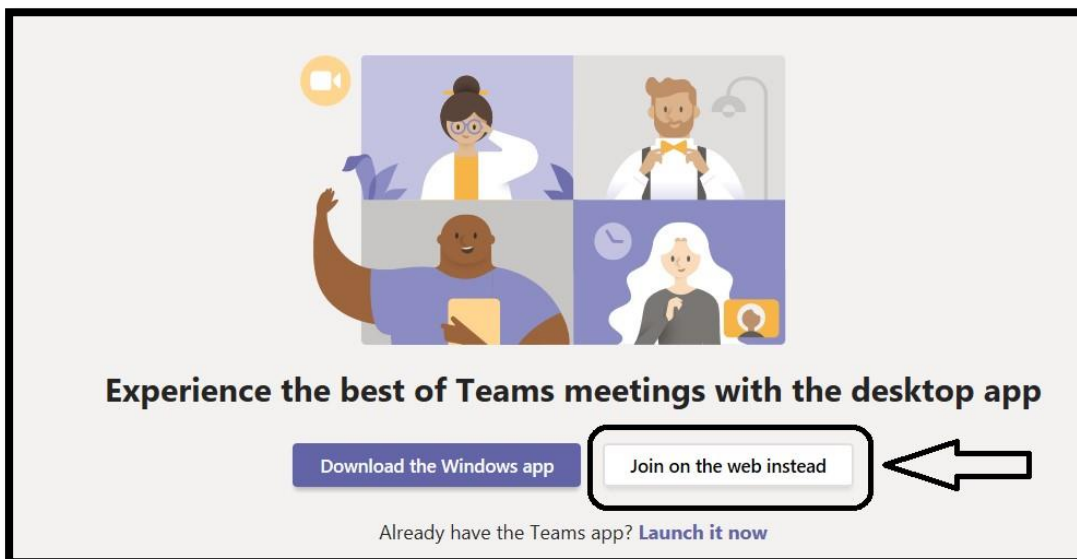 Experience the best of Teams meetings with the desktop app
Download the Windows app
Join on the web instead
Already have the Teams app? Launch it now